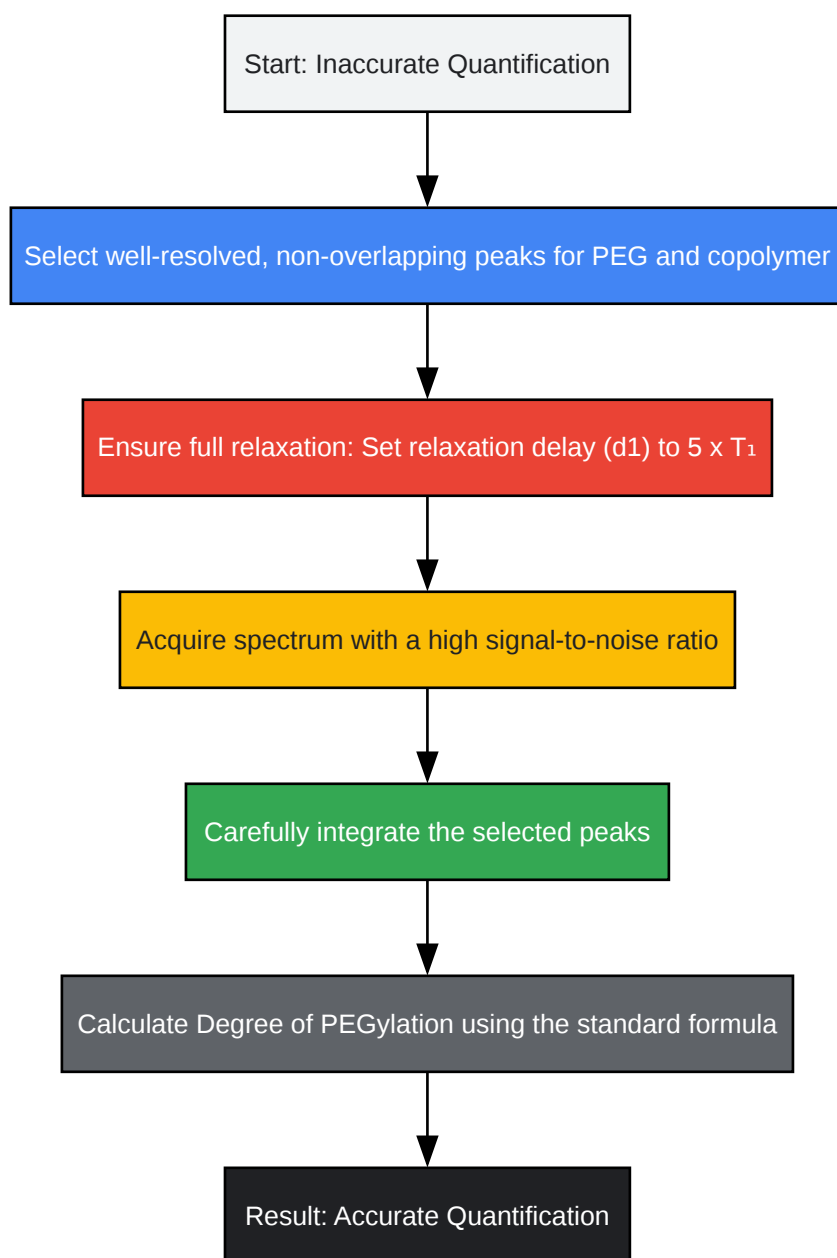 Start: Inaccurate Quantification
Select well-resolved, non-overlapping peaks for PEG and copolymer
Ensure full relaxation: Set relaxation delay (d1) to 5 x T₁
Acquire spectrum with a high signal-to-noise ratio
Carefully integrate the selected peaks
Calculate Degree of PEGylation using the standard formula
Result: Accurate Quantification